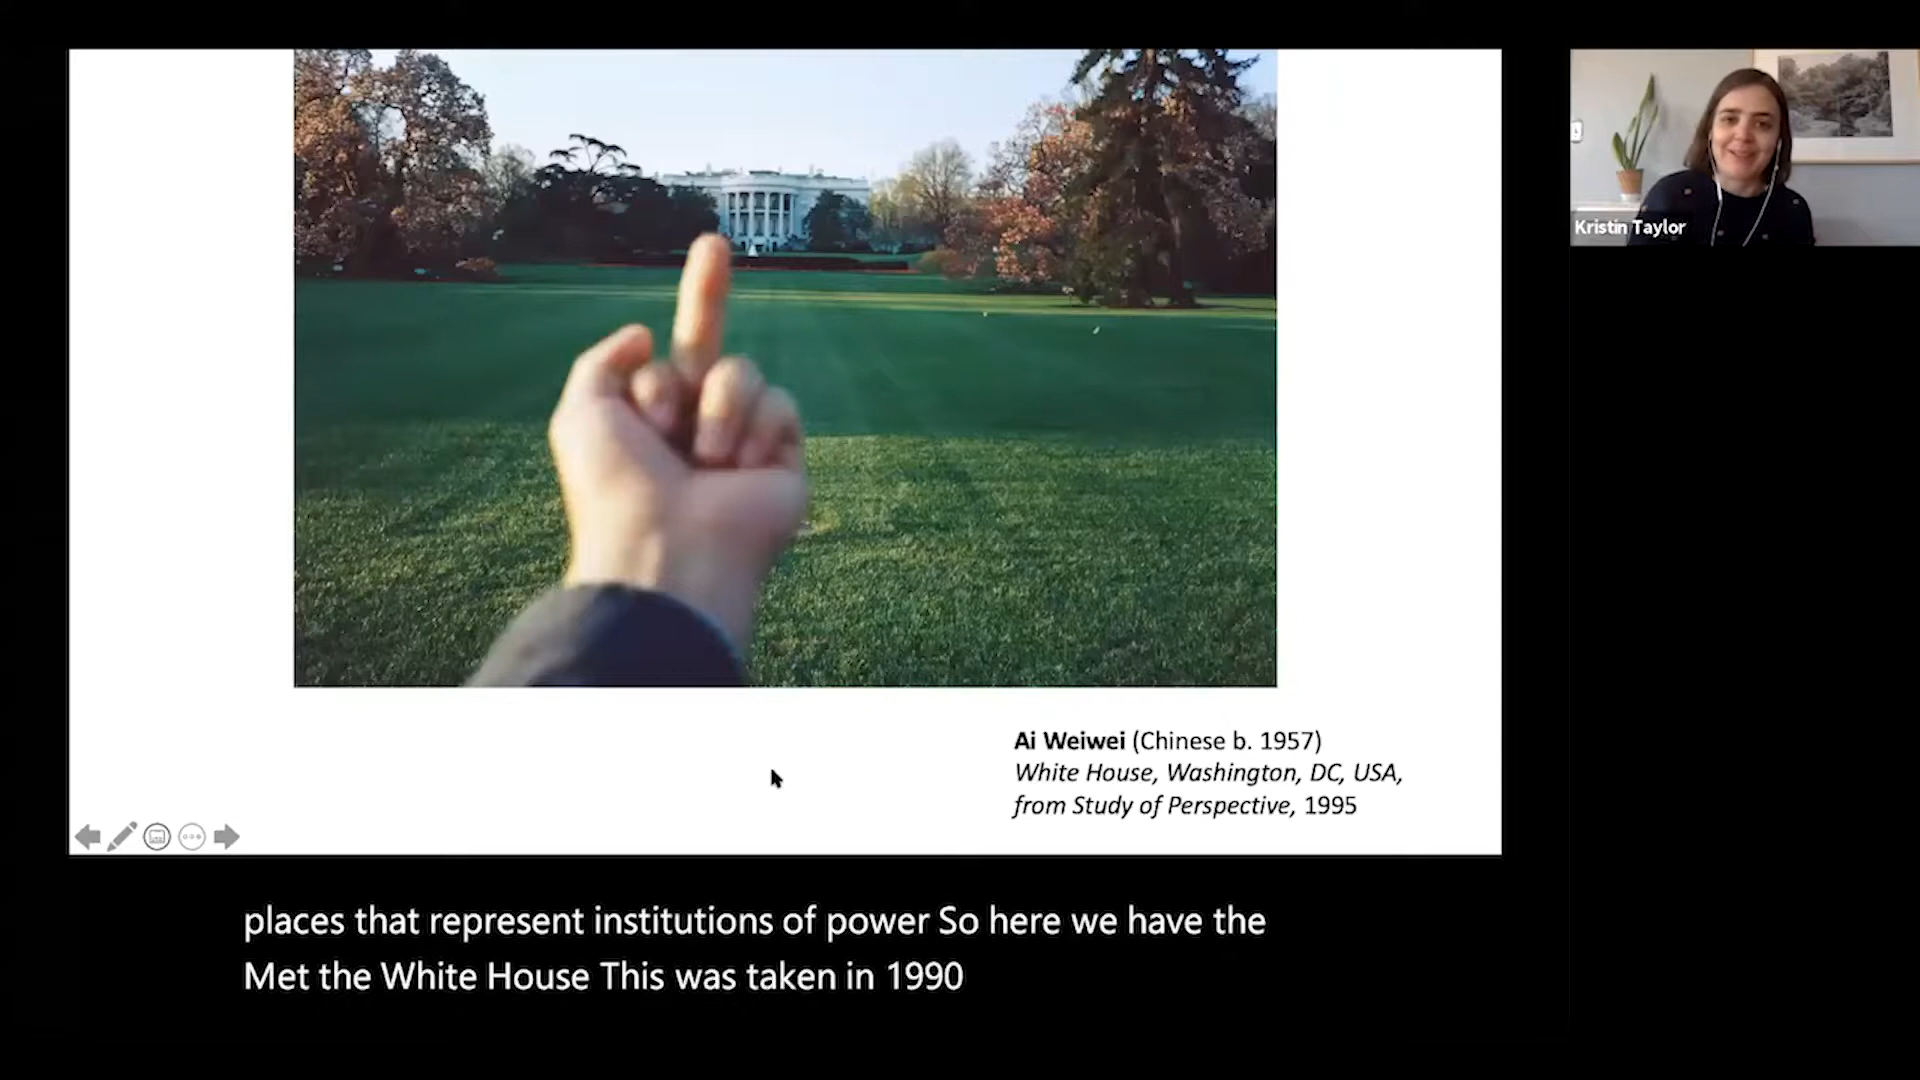 Kristin Taylor
Ai Weiwei (Chinese b. 1957)
White House, Washington, DC, USA,
from Study of Perspective, 1995
places that represent institutions of power So here we have the
Met the White House This was taken in 1990